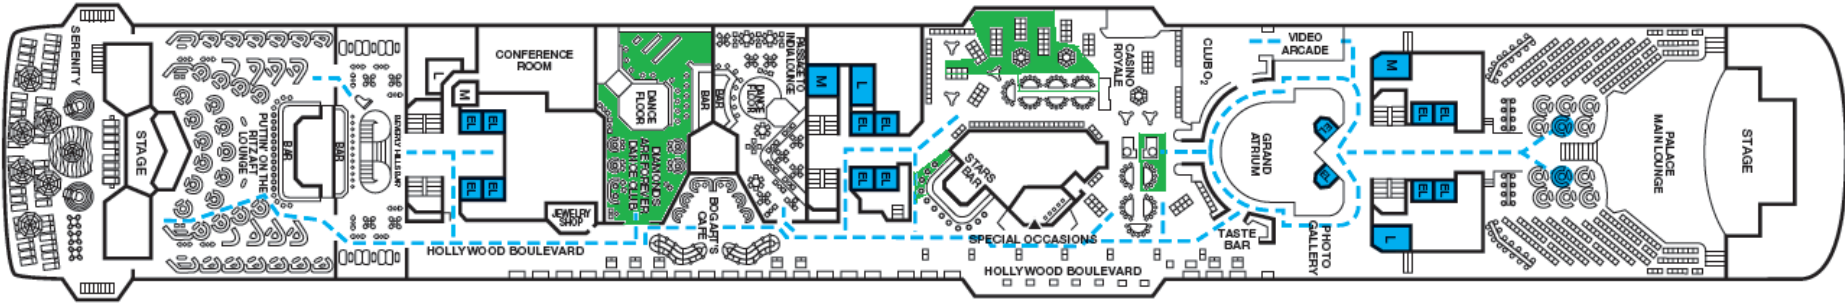 SERENITY
STAGE
PUTTIN' ON THE
RITZ AFT
LOUNGE
BAR
BAR
BEVERLY HILLS BAR
M
EL
EL
EL
EL
CONFERENCE
ROOM
JEWELRY
SHOP
HOLLYWOOD BOULEVARD
DANCE
FLOOR
DIAMONDS
ARE FOREVER
DANCE CLUB
BAR
BAR
BOGART'S
CAFE
PASSAGE TO
INDIA LOUNGE
DANCE
FLOOR
M
L
EL
EL
EL
EL
STARS
BAR
SPECIAL OCCASIONS
HOLLYWOOD BOULEVARD
CASINO
ROYALE
CLUB O2
VIDEO
ARCADE
GRAND
ATRIUM
EL
EL
TASTE
BAR
PHOTO
GALLERY
M
EL
EL
EL
EL
L
PALACE
MAIN LOUNGE
STAGE